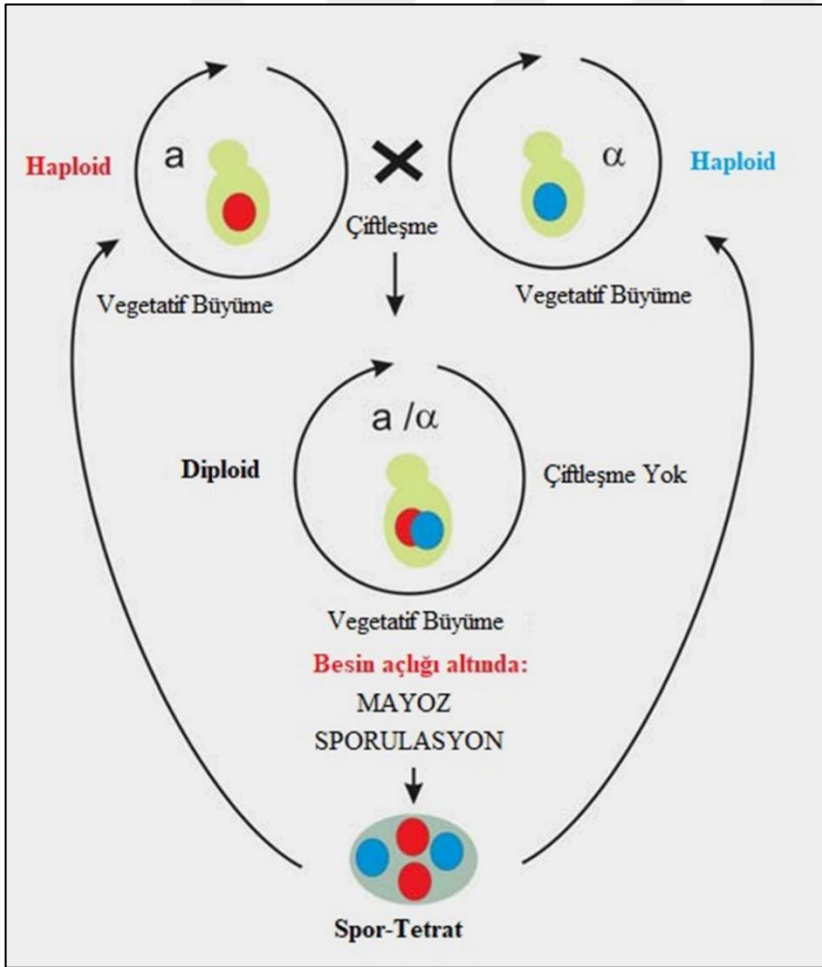 a
α
Haploid
Haploid
Çiftleşme
Vegetatif Büyüme
Vegetatif Büyüme
a /α
Diploid
Çiftleşme Yok
Vegetatif Büyüme
Besin açlığı altında:
MAYOZ
SPORULASYON
Spor-Tetrat